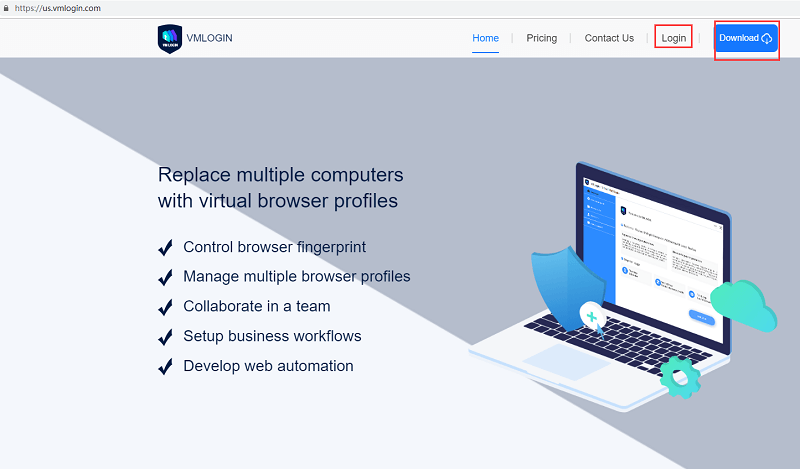 https://us.vmlogin.com
VMLOGIN
VMLOGIN
Home
Pricing
Contact Us
Login
Download
Replace multiple computers
with virtual browser profiles
Control browser fingerprint
Manage multiple browser profiles
Collaborate in a team
Setup business workflows
Develop web automation